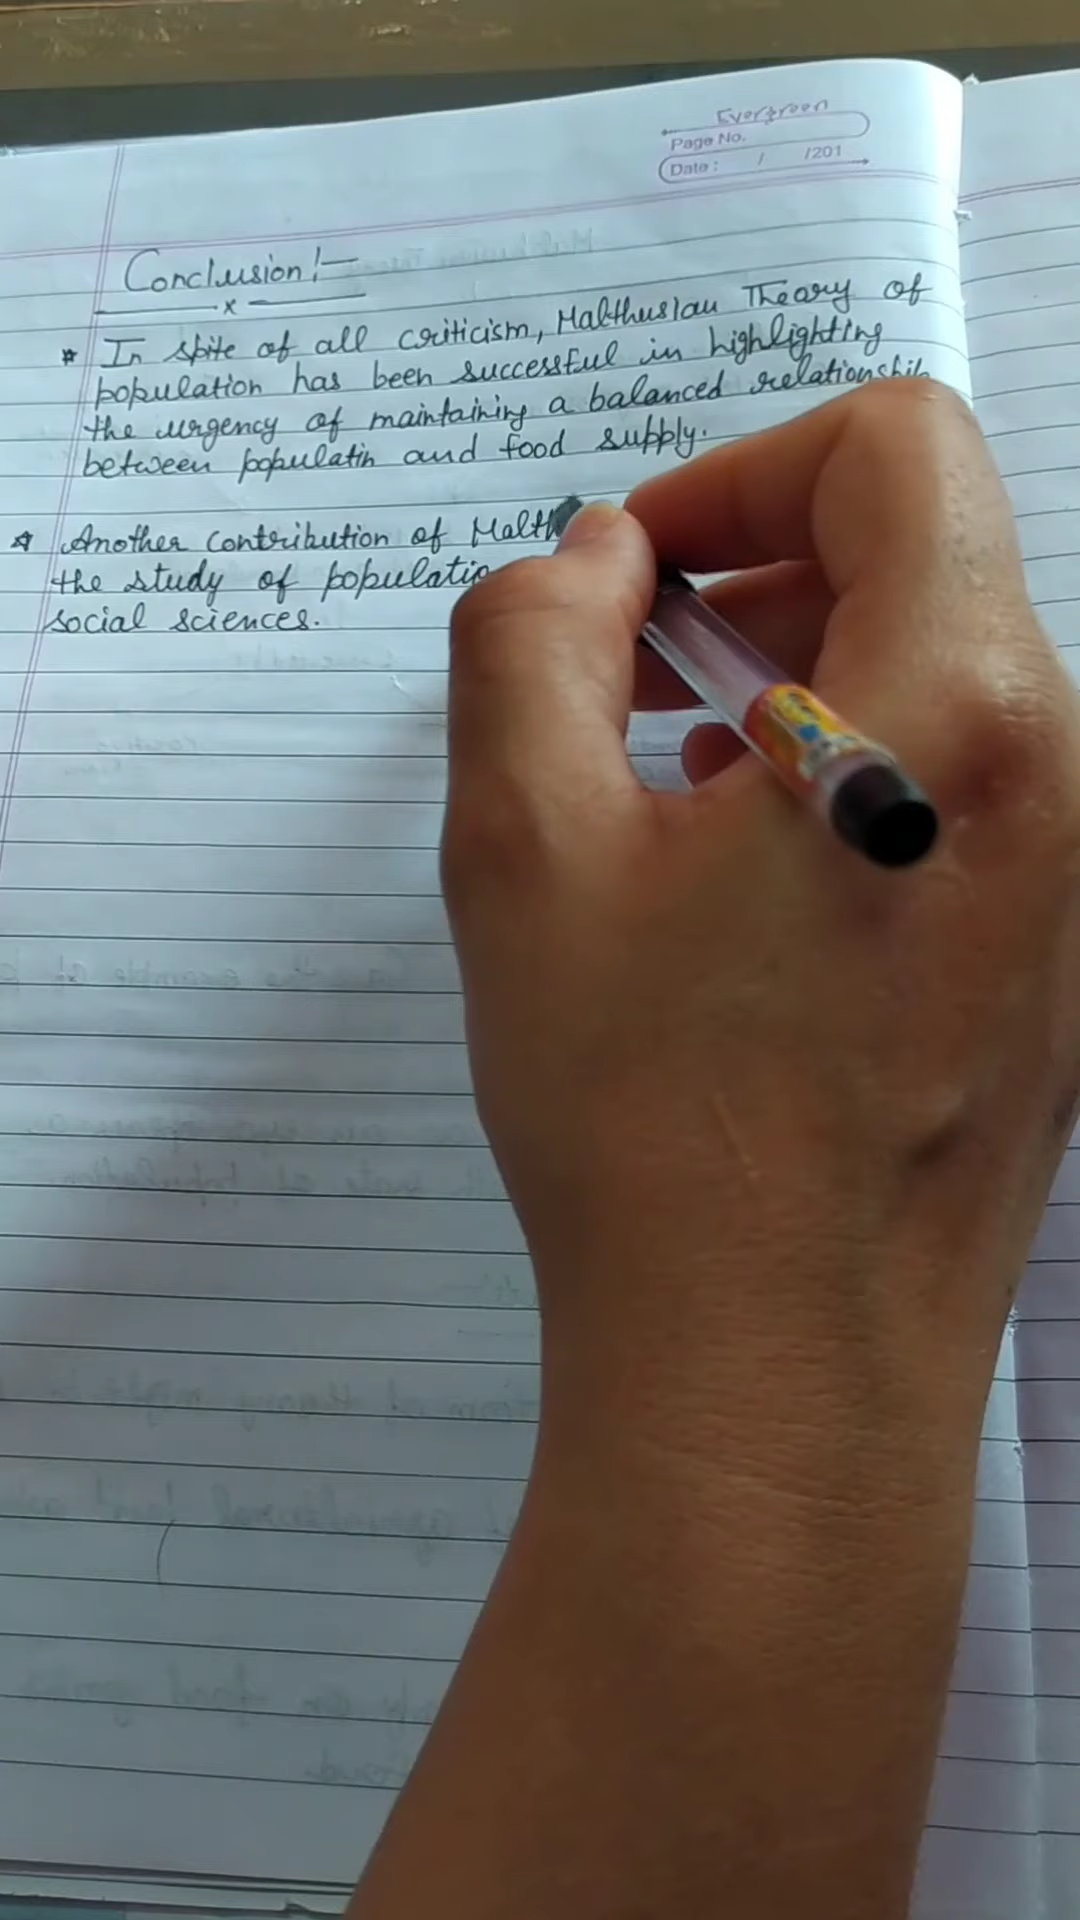 Evergreen
Page No.
Date : / /201
Conclusion :-
x
* In spite of all criticism, Malthusian Theory of
population has been successful in highlighting
the urgency of maintaining a balanced relationship
between populatin and food supply.
* Another contribution of Malth
the study of populatio
social sciences.